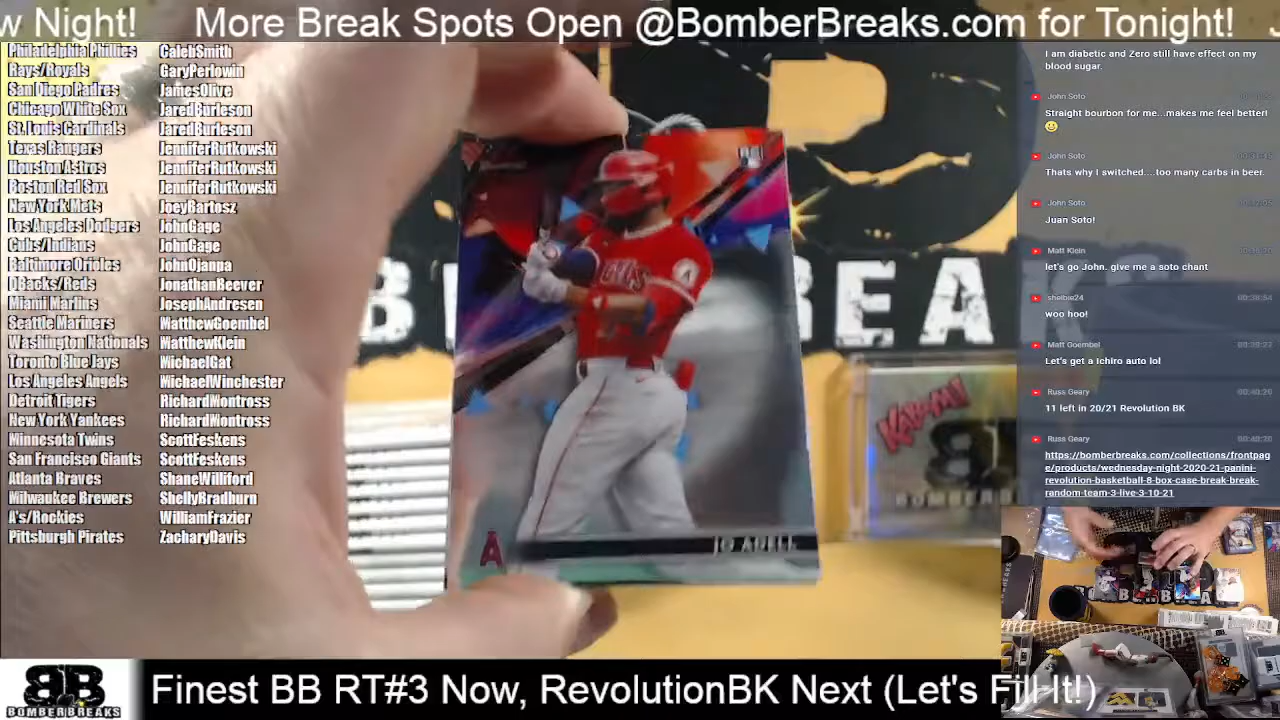 w Night! More Break Spots Open @BomberBreaks.com for Tonight!
Philadelphia Phillies CalebSmith
Rays/Royals GaryPerlowin
San Diego Padres JamesOlive
Chicago White Sox JaredBurleson
St. Louis Cardinals JaredBurleson
Texas Rangers JenniferRutkowski
Houston Astros JenniferRutkowski
Boston Red Sox JenniferRutkowski
New York Mets JoeyBartosz
Los Angeles Dodgers JohnGage
Cubs/Indians JohnGage
Baltimore Orioles JohnOjanpa
DBacks/Reds JonathanBeever
Miami Marlins JosephAndresen
Seattle Mariners MatthewGoembel
Washington Nationals MatthewKlein
Toronto Blue Jays MichaelGat
Los Angeles Angels MichaelWinchester
Detroit Tigers RichardMontross
New York Yankees RichardMontross
Minnesota Twins ScottFeskens
San Francisco Giants ScottFeskens
Atlanta Braves ShaneWilliford
Milwaukee Brewers ShellyBradburn
A's/Rockies WilliamFrazier
Pittsburgh Pirates ZacharyDavis
A
JO ADELL
KABAM!
I am diabetic and Zero still have effect on my
blood sugar.
John Soto
Straight bourbon for me...makes me feel better!
John Soto
Thats why I switched....too many carbs in beer.
John Soto
Juan Soto!
Matt Klein
let's go John. give me a soto chant
shelbie24
woo hoo!
Matt Goembel
Let's get a Ichiro auto lol
Russ Geary 00:40:20
11 left in 20/21 Revolution BK
Russ Geary 00:40:20
https://bomberbreaks.com/collections/frontpag
e/products/wednesday-night-2020-21-panini-
revolution-basketball-8-box-case-break-break-
random-team-3-live-3-10-21
BB
BOMBERBREAKS
Finest BB RT#3 Now, RevolutionBK Next (Let's Fill It!)